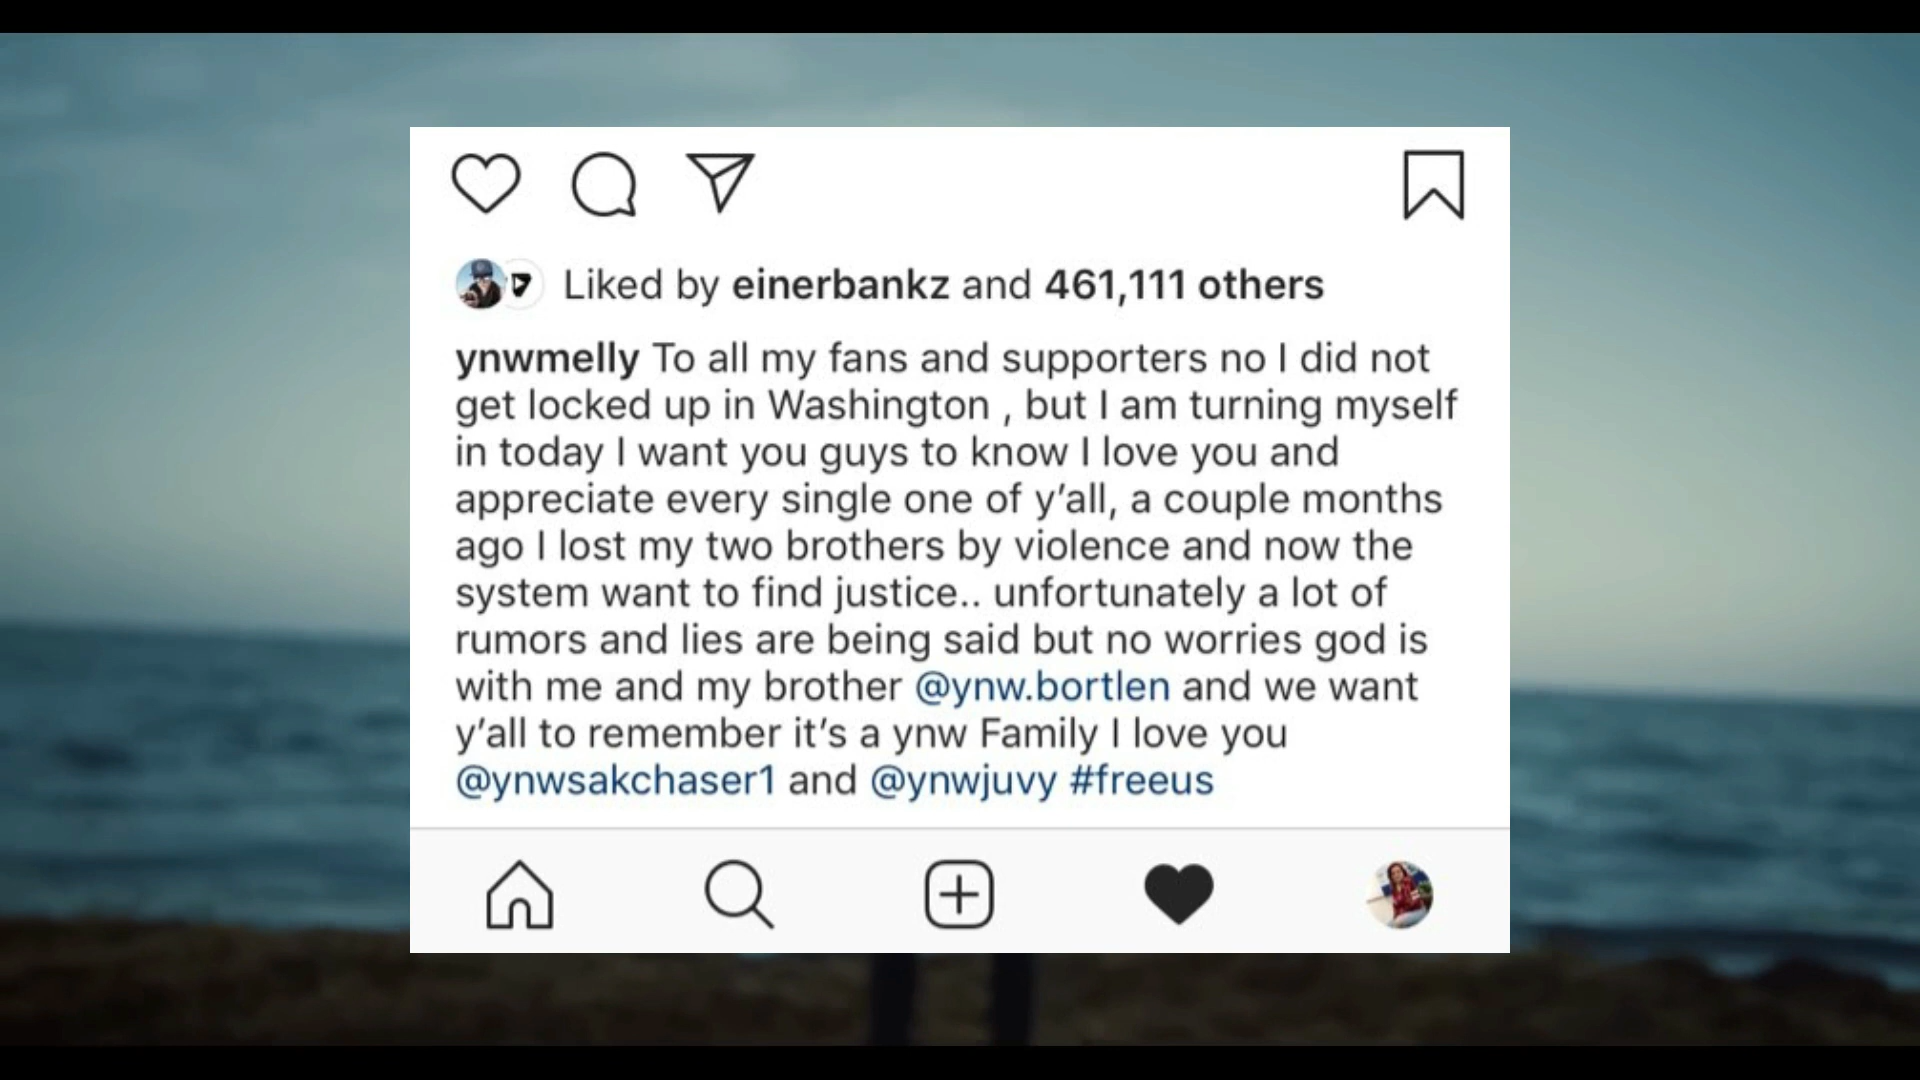 Liked by einerbankz and 461,111 others
ynwmelly To all my fans and supporters no I did not
get locked up in Washington , but I am turning myself
in today I want you guys to know I love you and
appreciate every single one of y’all, a couple months
ago I lost my two brothers by violence and now the
system want to find justice.. unfortunately a lot of
rumors and lies are being said but no worries god is
with me and my brother @ynw.bortlen and we want
y’all to remember it’s a ynw Family I love you
@ynwsakchaser1 and @ynwjuvy #freeus